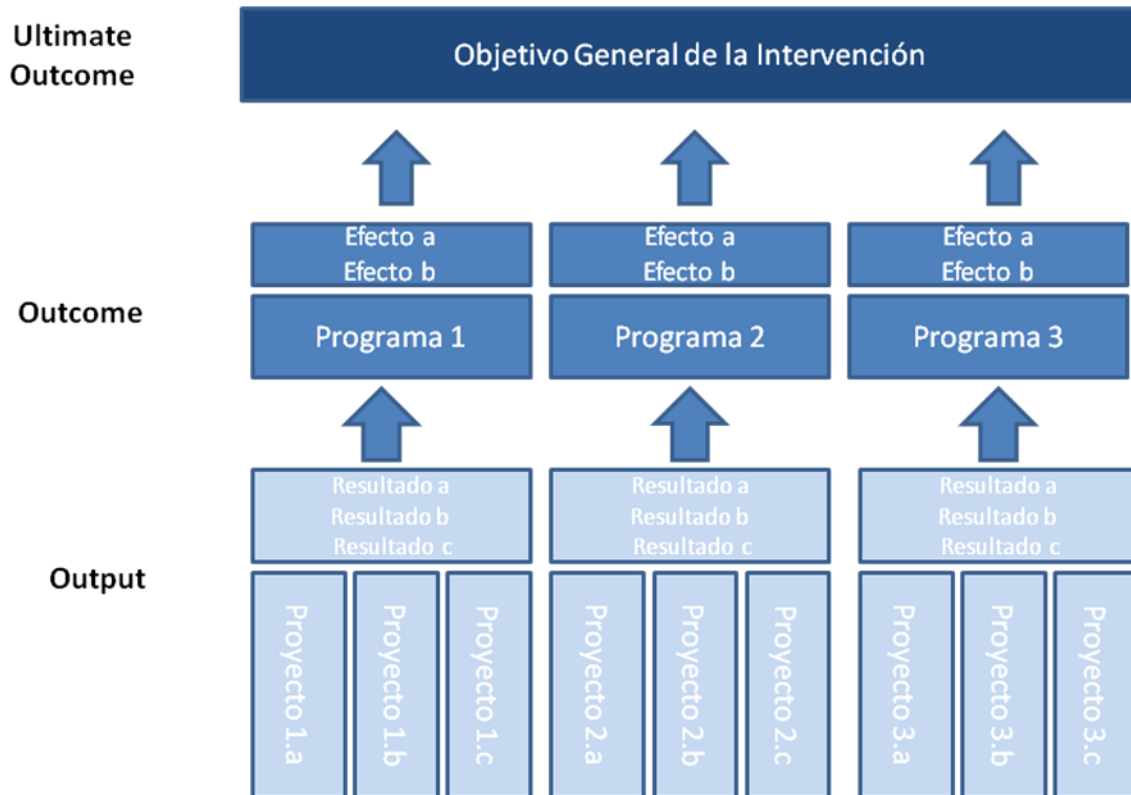 Ultimate
Outcome
Objetivo General de la Intervención
Outcome
Efecto a
Efecto b
Programa 1
Efecto a
Efecto b
Programa 2
Efecto a
Efecto b
Programa 3
Output
Resultado a
Resultado b
Resultado c
Proyecto 1.a
Proyecto 1.b
Proyecto 1.c
Resultado a
Resultado b
Resultado c
Proyecto 2.a
Proyecto 2.b
Proyecto 2.c
Resultado a
Resultado b
Resultado c
Proyecto 3.a
Proyecto 3.b
Proyecto 3.c